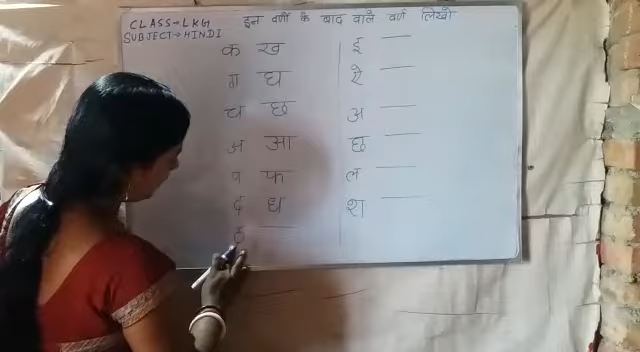 CLASS→LKG
SUBJECT→HINDI
इन वर्णो के बाद वाले वर्ण लिखो
क ख
ग घ
च छ
अ आ
प फ
द ध
ई
ऐ
अ
छ
ल
श